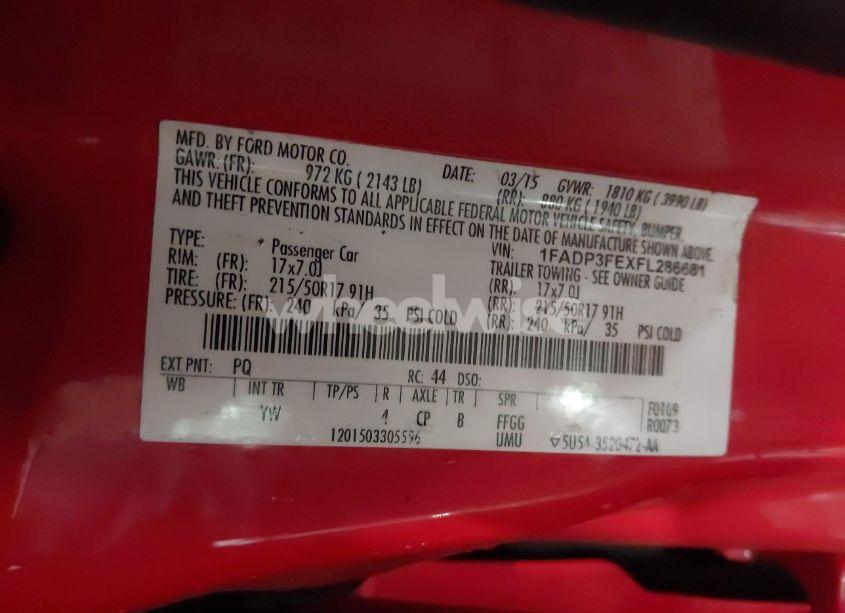 MFD. BY FORD MOTOR CO. DATE: 03/15 GVWR: 1810 KG ( 3990 LB)
GAWR: (FR): 972 KG ( 2143 LB) (RR): 880 KG ( 1940 LB)
THIS VEHICLE CONFORMS TO ALL APPLICABLE FEDERAL MOTOR VEHICLE SAFETY, BUMPER,
AND THEFT PREVENTION STANDARDS IN EFFECT ON THE DATE OF MANUFACTURE SHOWN ABOVE.
VIN: 1FADP3FEXFL286681
TYPE: Passenger Car TRAILER TOWING - SEE OWNER GUIDE
RIM: (FR): 17x7.0J (RR): 17x7.0J
TIRE: (FR): 215/50R17 91H (RR): 215/50R17 91H
PRESSURE: (FR): 240 kPa/ 35 PSI COLD (RR): 240 kPa/ 35 PSI COLD
wheelwise
EXT PNT: PQ RC: 44 DSO:
WB INT TR TP/PS R AXLE TR SPR F0109
YW 4 CP B FFGG R0073
1201503305596 UMU 5U5A-3520472-AA